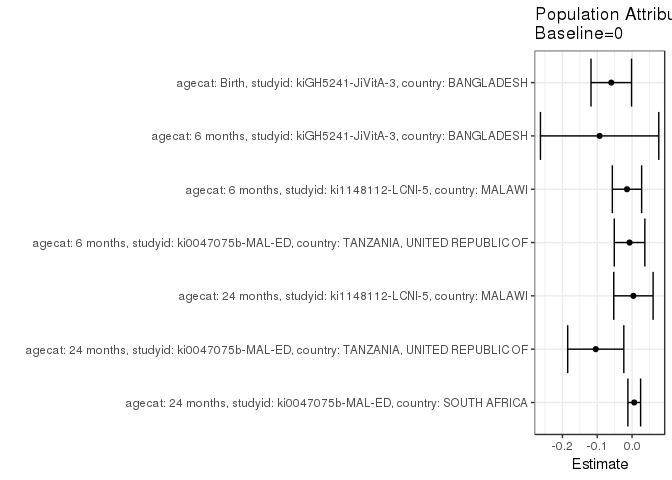 Population Attribu
Baseline=0
agecat: Birth, studyid: kiGH5241-JiVitA-3, country: BANGLADESH
agecat: 6 months, studyid: kiGH5241-JiVitA-3, country: BANGLADESH
agecat: 6 months, studyid: ki1148112-LCNI-5, country: MALAWI
agecat: 6 months, studyid: ki0047075b-MAL-ED, country: TANZANIA, UNITED REPUBLIC OF
agecat: 24 months, studyid: ki1148112-LCNI-5, country: MALAWI
agecat: 24 months, studyid: ki0047075b-MAL-ED, country: TANZANIA, UNITED REPUBLIC OF
agecat: 24 months, studyid: ki0047075b-MAL-ED, country: SOUTH AFRICA
-0.2 -0.1 0.0
Estimate